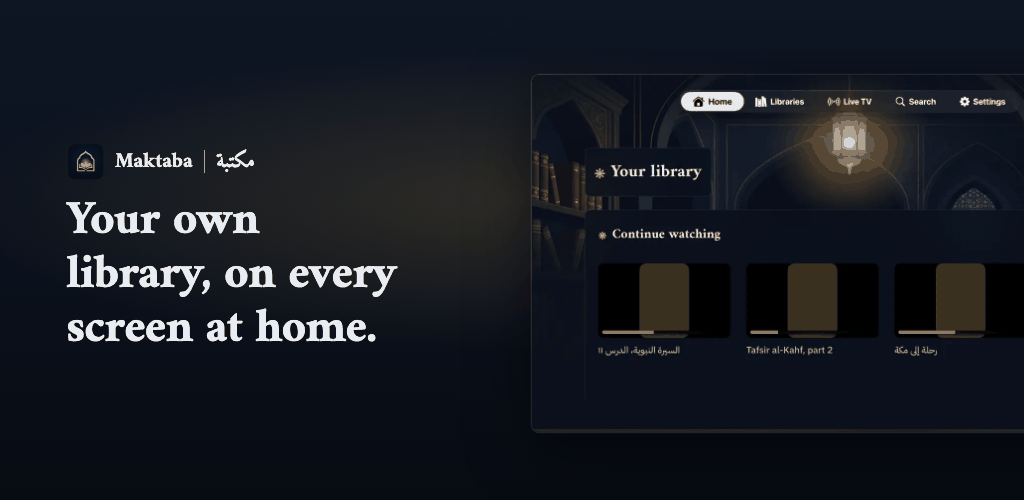 Maktaba | مكتبة
Your own
library, on every
screen at home.
Home Libraries Live TV Search Settings
Your library
Continue watching
السيرة النبوية، الدرس ١١
Tafsir al-Kahf, part 2
رحلة إلى مكة